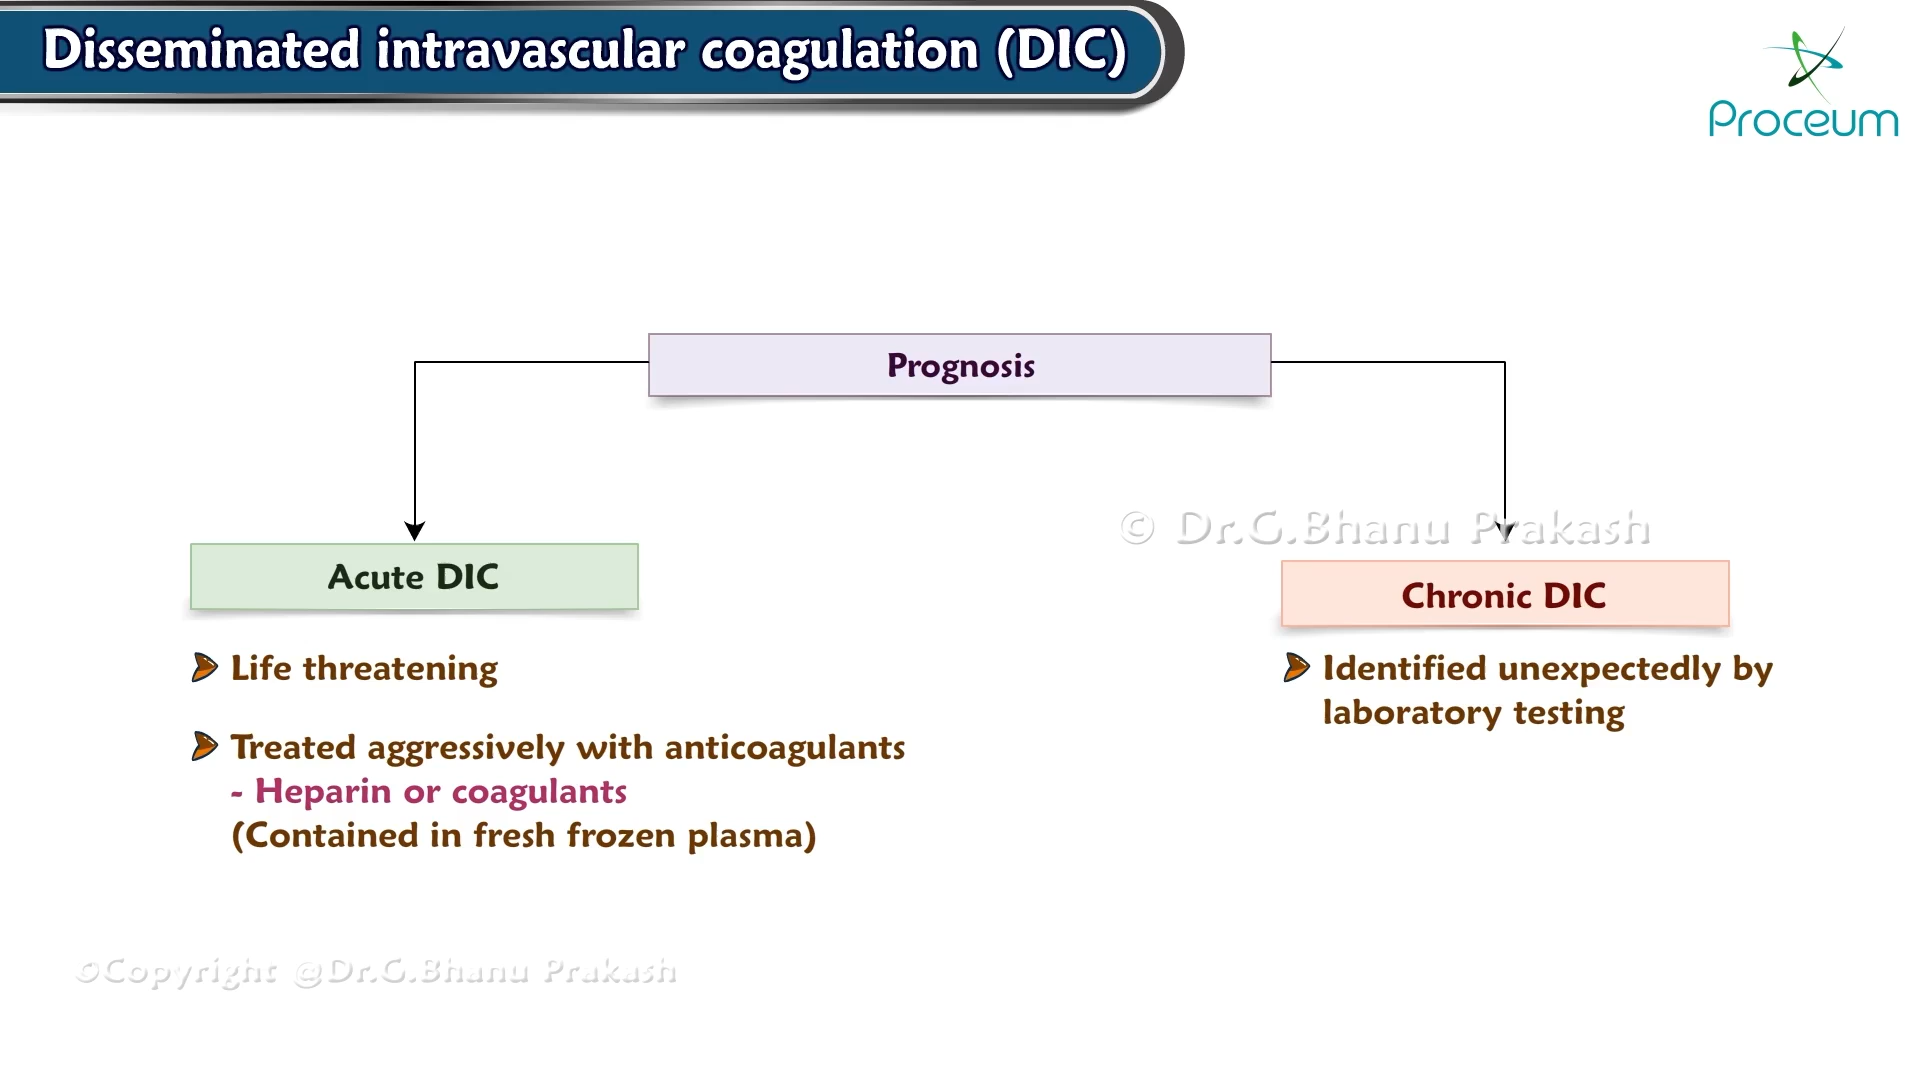 Disseminated intravascular coagulation (DIC)
Proceum
Prognosis
© Dr.G.Bhanu Prakash
Acute DIC
Chronic DIC
Life threatening
Identified unexpectedly by
laboratory testing
Treated aggressively with anticoagulants
- Heparin or coagulants
(Contained in fresh frozen plasma)
©Copyright @Dr.G.Bhanu Prakash